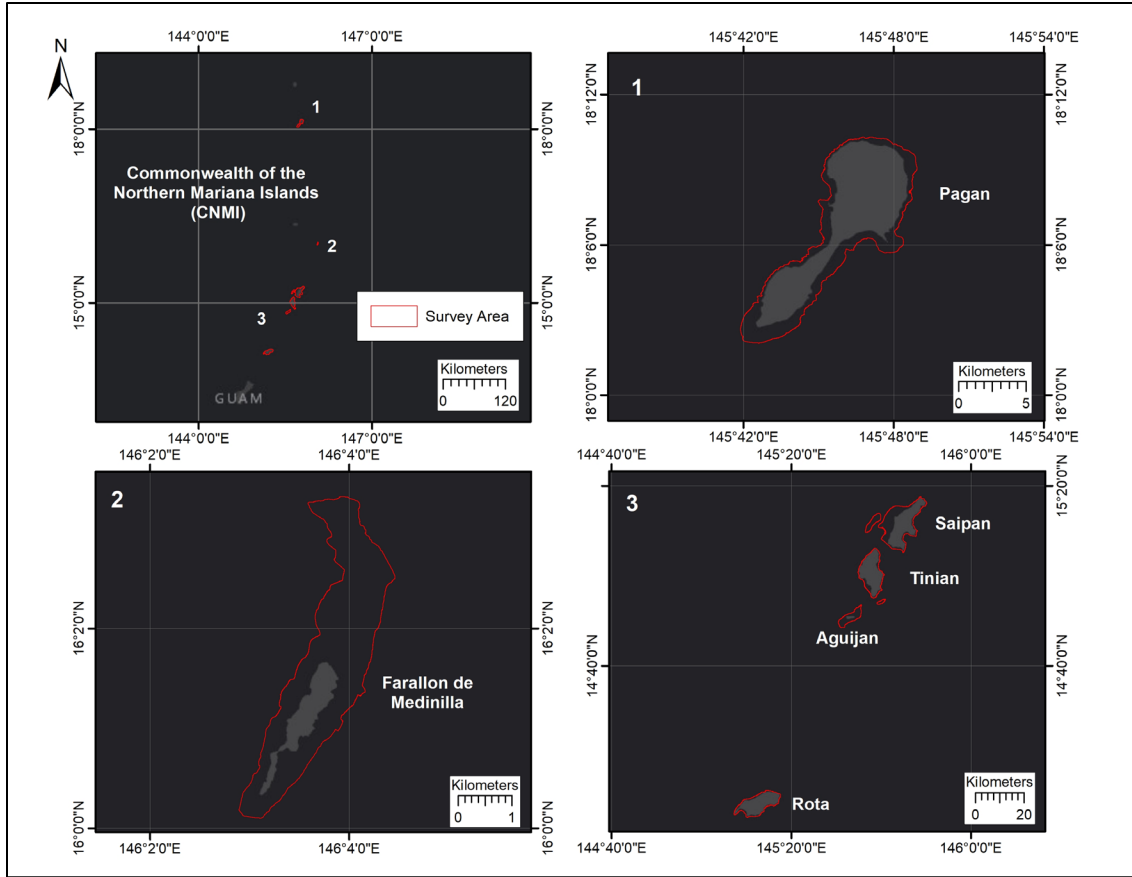 N
144°0'0"E 147°0'0"E
18°0'0"N
15°0'0"N
1
Commonwealth of the
Northern Mariana Islands
(CNMI)
2
3
Survey Area
Kilometers
0 120
GUAM
18°0'0"N
15°0'0"N
144°0'0"E 147°0'0"E
145°42'0"E 145°48'0"E 145°54'0"E
1
18°12'0"N
18°6'0"N
18°0'0"N
Pagan
Kilometers
0 5
18°12'0"N
18°6'0"N
18°0'0"N
145°42'0"E 145°48'0"E 145°54'0"E
146°2'0"E 146°4'0"E
2
16°2'0"N
16°0'0"N
Farallon de
Medinilla
Kilometers
0 1
16°2'0"N
16°0'0"N
146°2'0"E 146°4'0"E
144°40'0"E 145°20'0"E 146°0'0"E
3
15°20'0"N
14°40'0"N
Saipan
Tinian
Aguijan
Rota
Kilometers
0 20
15°20'0"N
14°40'0"N
144°40'0"E 145°20'0"E 146°0'0"E